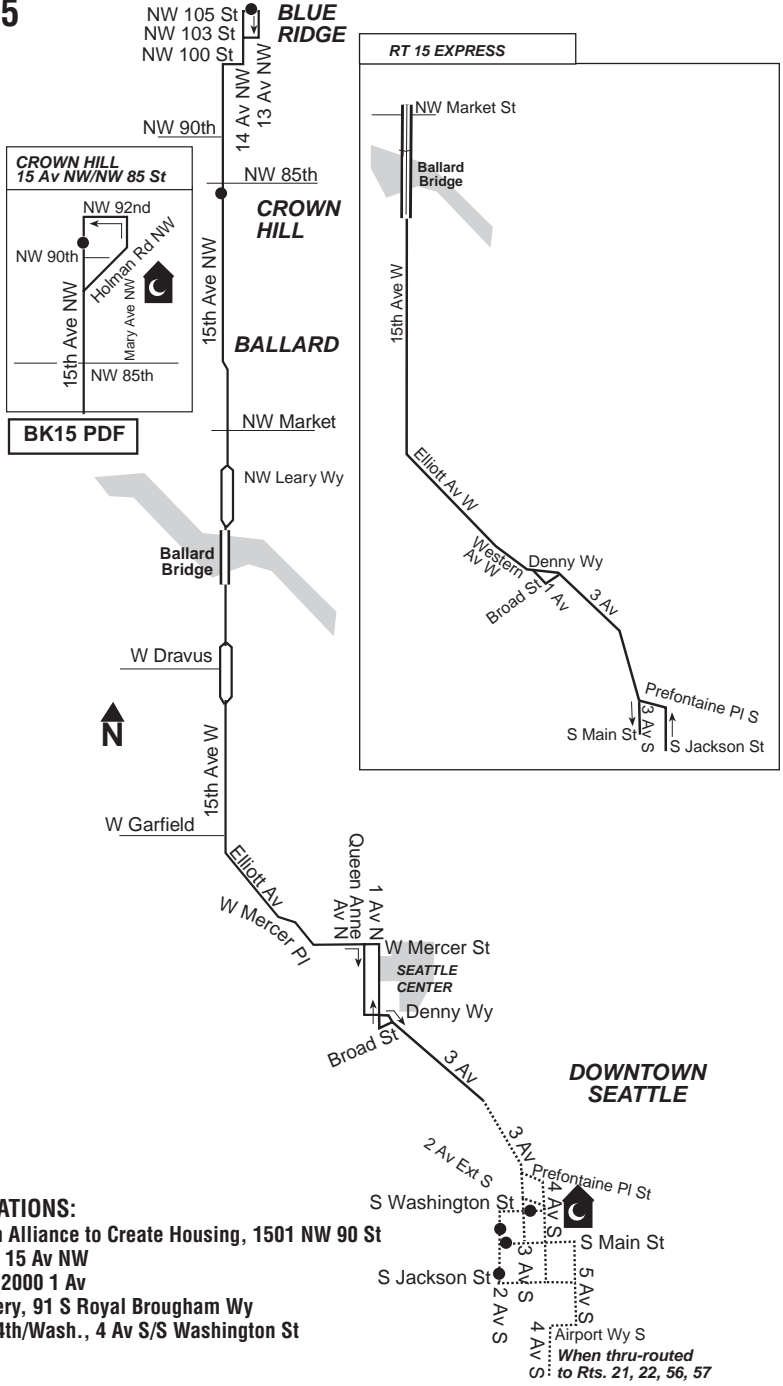 5
NW 105 St
NW 103 St
NW 100 St
BLUE
RIDGE
14 Av NW
13 Av NW
NW 90th
NW 85th
CROWN
HILL
15th Ave NW
BALLARD
NW Market
NW Leary Wy
Ballard
Bridge
W Dravus
N
15th Ave W
W Garfield
Elliott Av
W Mercer Pl
Queen Anne
Av N
1 Av N
W Mercer St
SEATTLE
CENTER
Denny Wy
Broad St
3 Av
DOWNTOWN
SEATTLE
3 Av
2 Av Ext S
Prefontaine Pl St
S Washington St
4 Av S
S Main St
3 Av S
S Jackson St
2 Av S
5 Av S
Airport Wy S
4 Av S
When thru-routed
to Rts. 21, 22, 56, 57
CROWN HILL
15 Av NW/NW 85 St
NW 92nd
NW 90th
Holman Rd NW
Mary Ave NW
15th Ave NW
NW 85th
BK15 PDF
RT 15 EXPRESS
NW Market St
Ballard
Bridge
15th Ave W
Elliott Av W
Western
Av W
Denny Wy
Broad St
1 Av
3 Av
Prefontaine Pl S
S Main St
3 Av S
S Jackson St
ATIONS:
Alliance to Create Housing, 1501 NW 90 St
15 Av NW
2000 1 Av
ery, 91 S Royal Brougham Wy
4th/Wash., 4 Av S/S Washington St